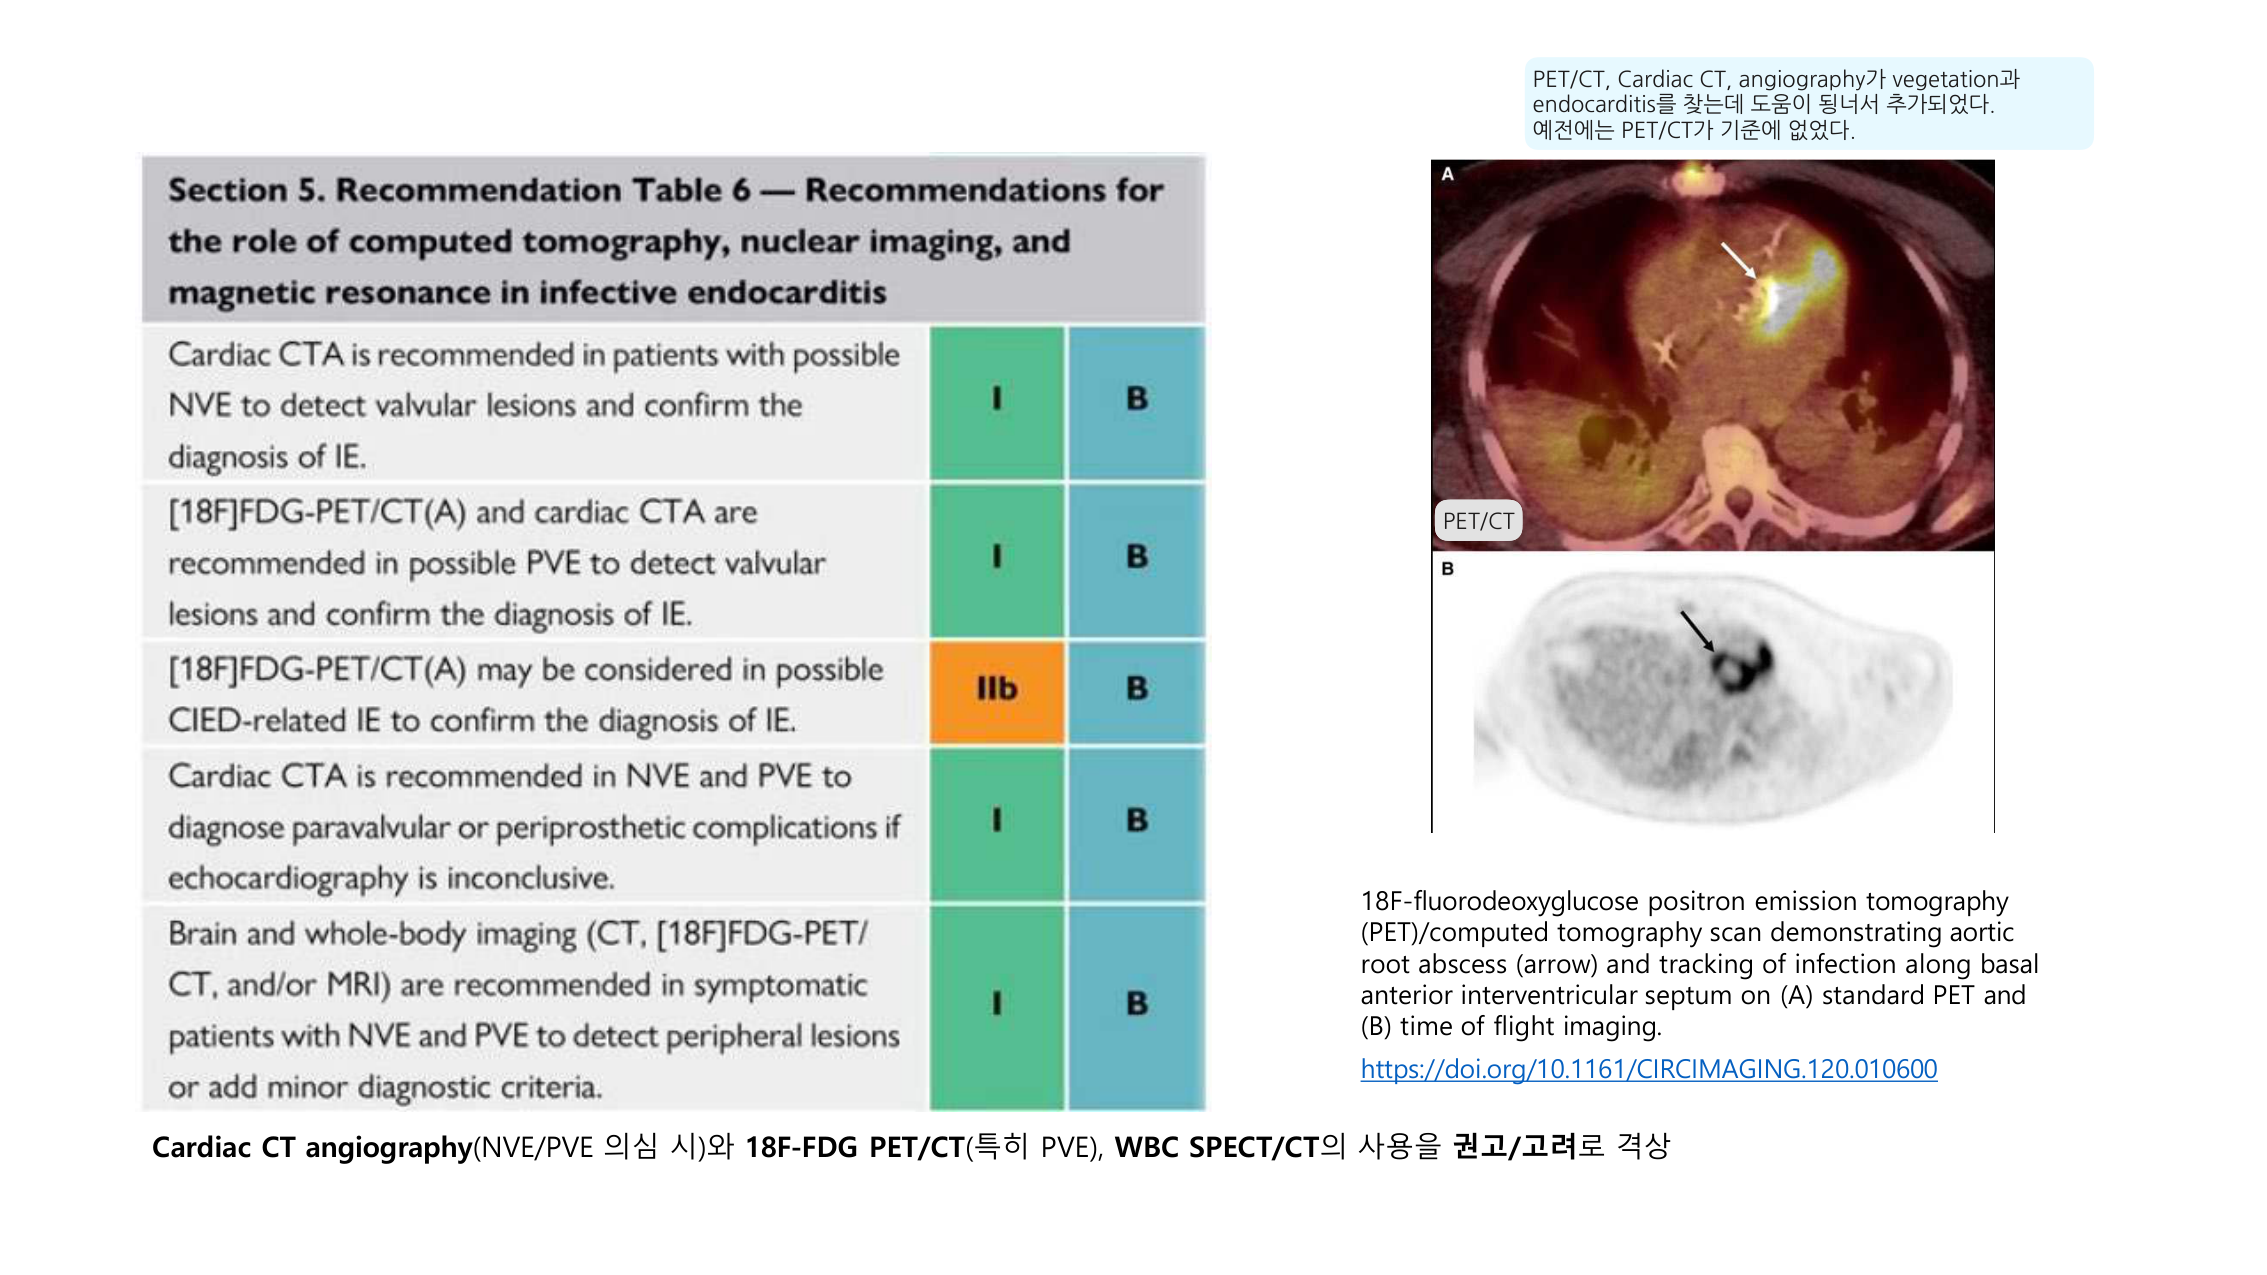 PET/CT, Cardiac CT, angiography가 vegetation과
endocarditis를 찾는데 도움이 됭너서 추가되었다.
예전에는 PET/CT가 기준에 없었다.
Section 5. Recommendation Table 6 — Recommendations for
the role of computed tomography, nuclear imaging, and
magnetic resonance in infective endocarditis
Cardiac CTA is recommended in patients with possible
NVE to detect valvular lesions and confirm the
diagnosis of IE.
I
B
[18F]FDG-PET/CT(A) and cardiac CTA are
recommended in possible PVE to detect valvular
lesions and confirm the diagnosis of IE.
I
B
[18F]FDG-PET/CT(A) may be considered in possible
CIED-related IE to confirm the diagnosis of IE.
IIb
B
Cardiac CTA is recommended in NVE and PVE to
diagnose paravalvular or periprosthetic complications if
echocardiography is inconclusive.
I
B
Brain and whole-body imaging (CT, [18F]FDG-PET/
CT, and/or MRI) are recommended in symptomatic
patients with NVE and PVE to detect peripheral lesions
or add minor diagnostic criteria.
I
B
A
PET/CT
B
18F-fluorodeoxyglucose positron emission tomography
(PET)/computed tomography scan demonstrating aortic
root abscess (arrow) and tracking of infection along basal
anterior interventricular septum on (A) standard PET and
(B) time of flight imaging.
https://doi.org/10.1161/CIRCIMAGING.120.010600
Cardiac CT angiography(NVE/PVE 의심 시)와 18F-FDG PET/CT(특히 PVE), WBC SPECT/CT의 사용을 권고/고려로 격상